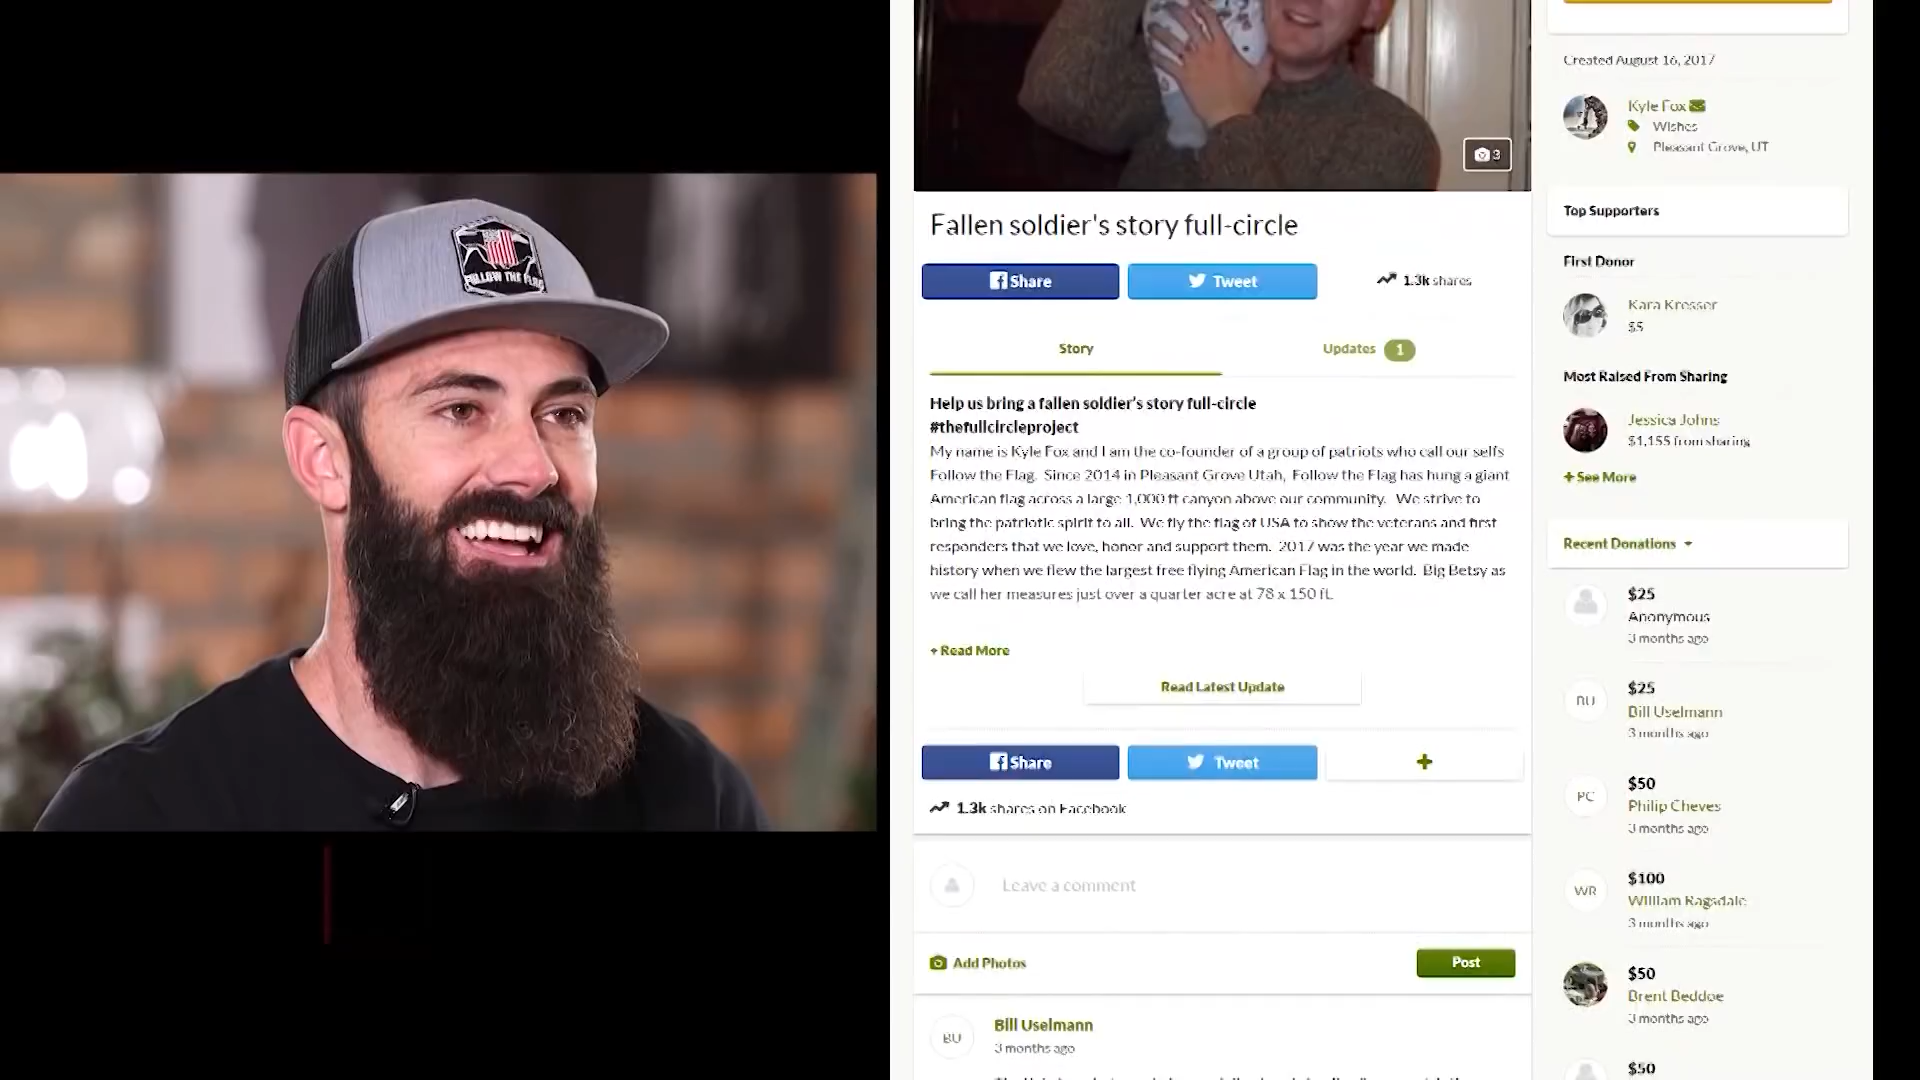 FOLLOW THE FLAG
3
Fallen soldier's story full-circle
Share
Tweet
1.3k shares
Story
Updates 1
Help us bring a fallen soldier's story full-circle
#thefullcircleproject
My name is Kyle Fox and I am the co-founder of a group of patriots who call our selfs
Follow the Flag. Since 2014 in Pleasant Grove Utah, Follow the Flag has hung a giant
American flag across a large 1,000 ft canyon above our community. We strive to
bring the patriotic spirit to all. We fly the flag of USA to show the veterans and first
responders that we love, honor and support them. 2017 was the year we made
history when we flew the largest free flying American Flag in the world. Big Betsy as
we call her measures just over a quarter acre at 78 x 150 ft.
+ Read More
Read Latest Update
Share
Tweet
+
1.3k shares on Facebook
Leave a comment
Add Photos
Post
BU
Bill Uselmann
3 months ago
Created August 16, 2017
Kyle Fox
Wishes
Pleasant Grove, UT
Top Supporters
First Donor
Kara Kresser
$5
Most Raised From Sharing
Jessica Johns
$1,155 from sharing
+ See More
Recent Donations
$25
Anonymous
3 months ago
BU
$25
Bill Uselmann
3 months ago
PC
$50
Philip Cheves
3 months ago
WR
$100
William Ragsdale
3 months ago
$50
Brent Beddoe
3 months ago
$50